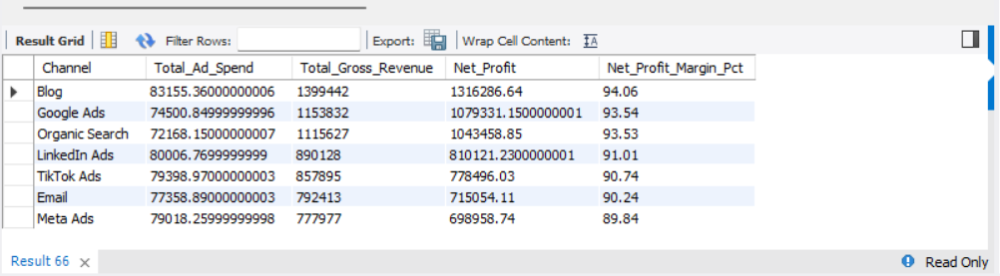 Result Grid Filter Rows: Export: Wrap Cell Content: IA
Channel Total_Ad_Spend Total_Gross_Revenue Net_Profit Net_Profit_Margin_Pct
Blog 83155.36000000006 1399442 1316286.64 94.06
Google Ads 74500.84999999996 1153832 1079331.1500000001 93.54
Organic Search 72168.15000000007 1115627 1043458.85 93.53
LinkedIn Ads 80006.7699999999 890128 810121.2300000001 91.01
TikTok Ads 79398.97000000003 857895 778496.03 90.74
Email 77358.89000000003 792413 715054.11 90.24
Meta Ads 79018.25999999998 777977 698958.74 89.84
Result 66 Read Only